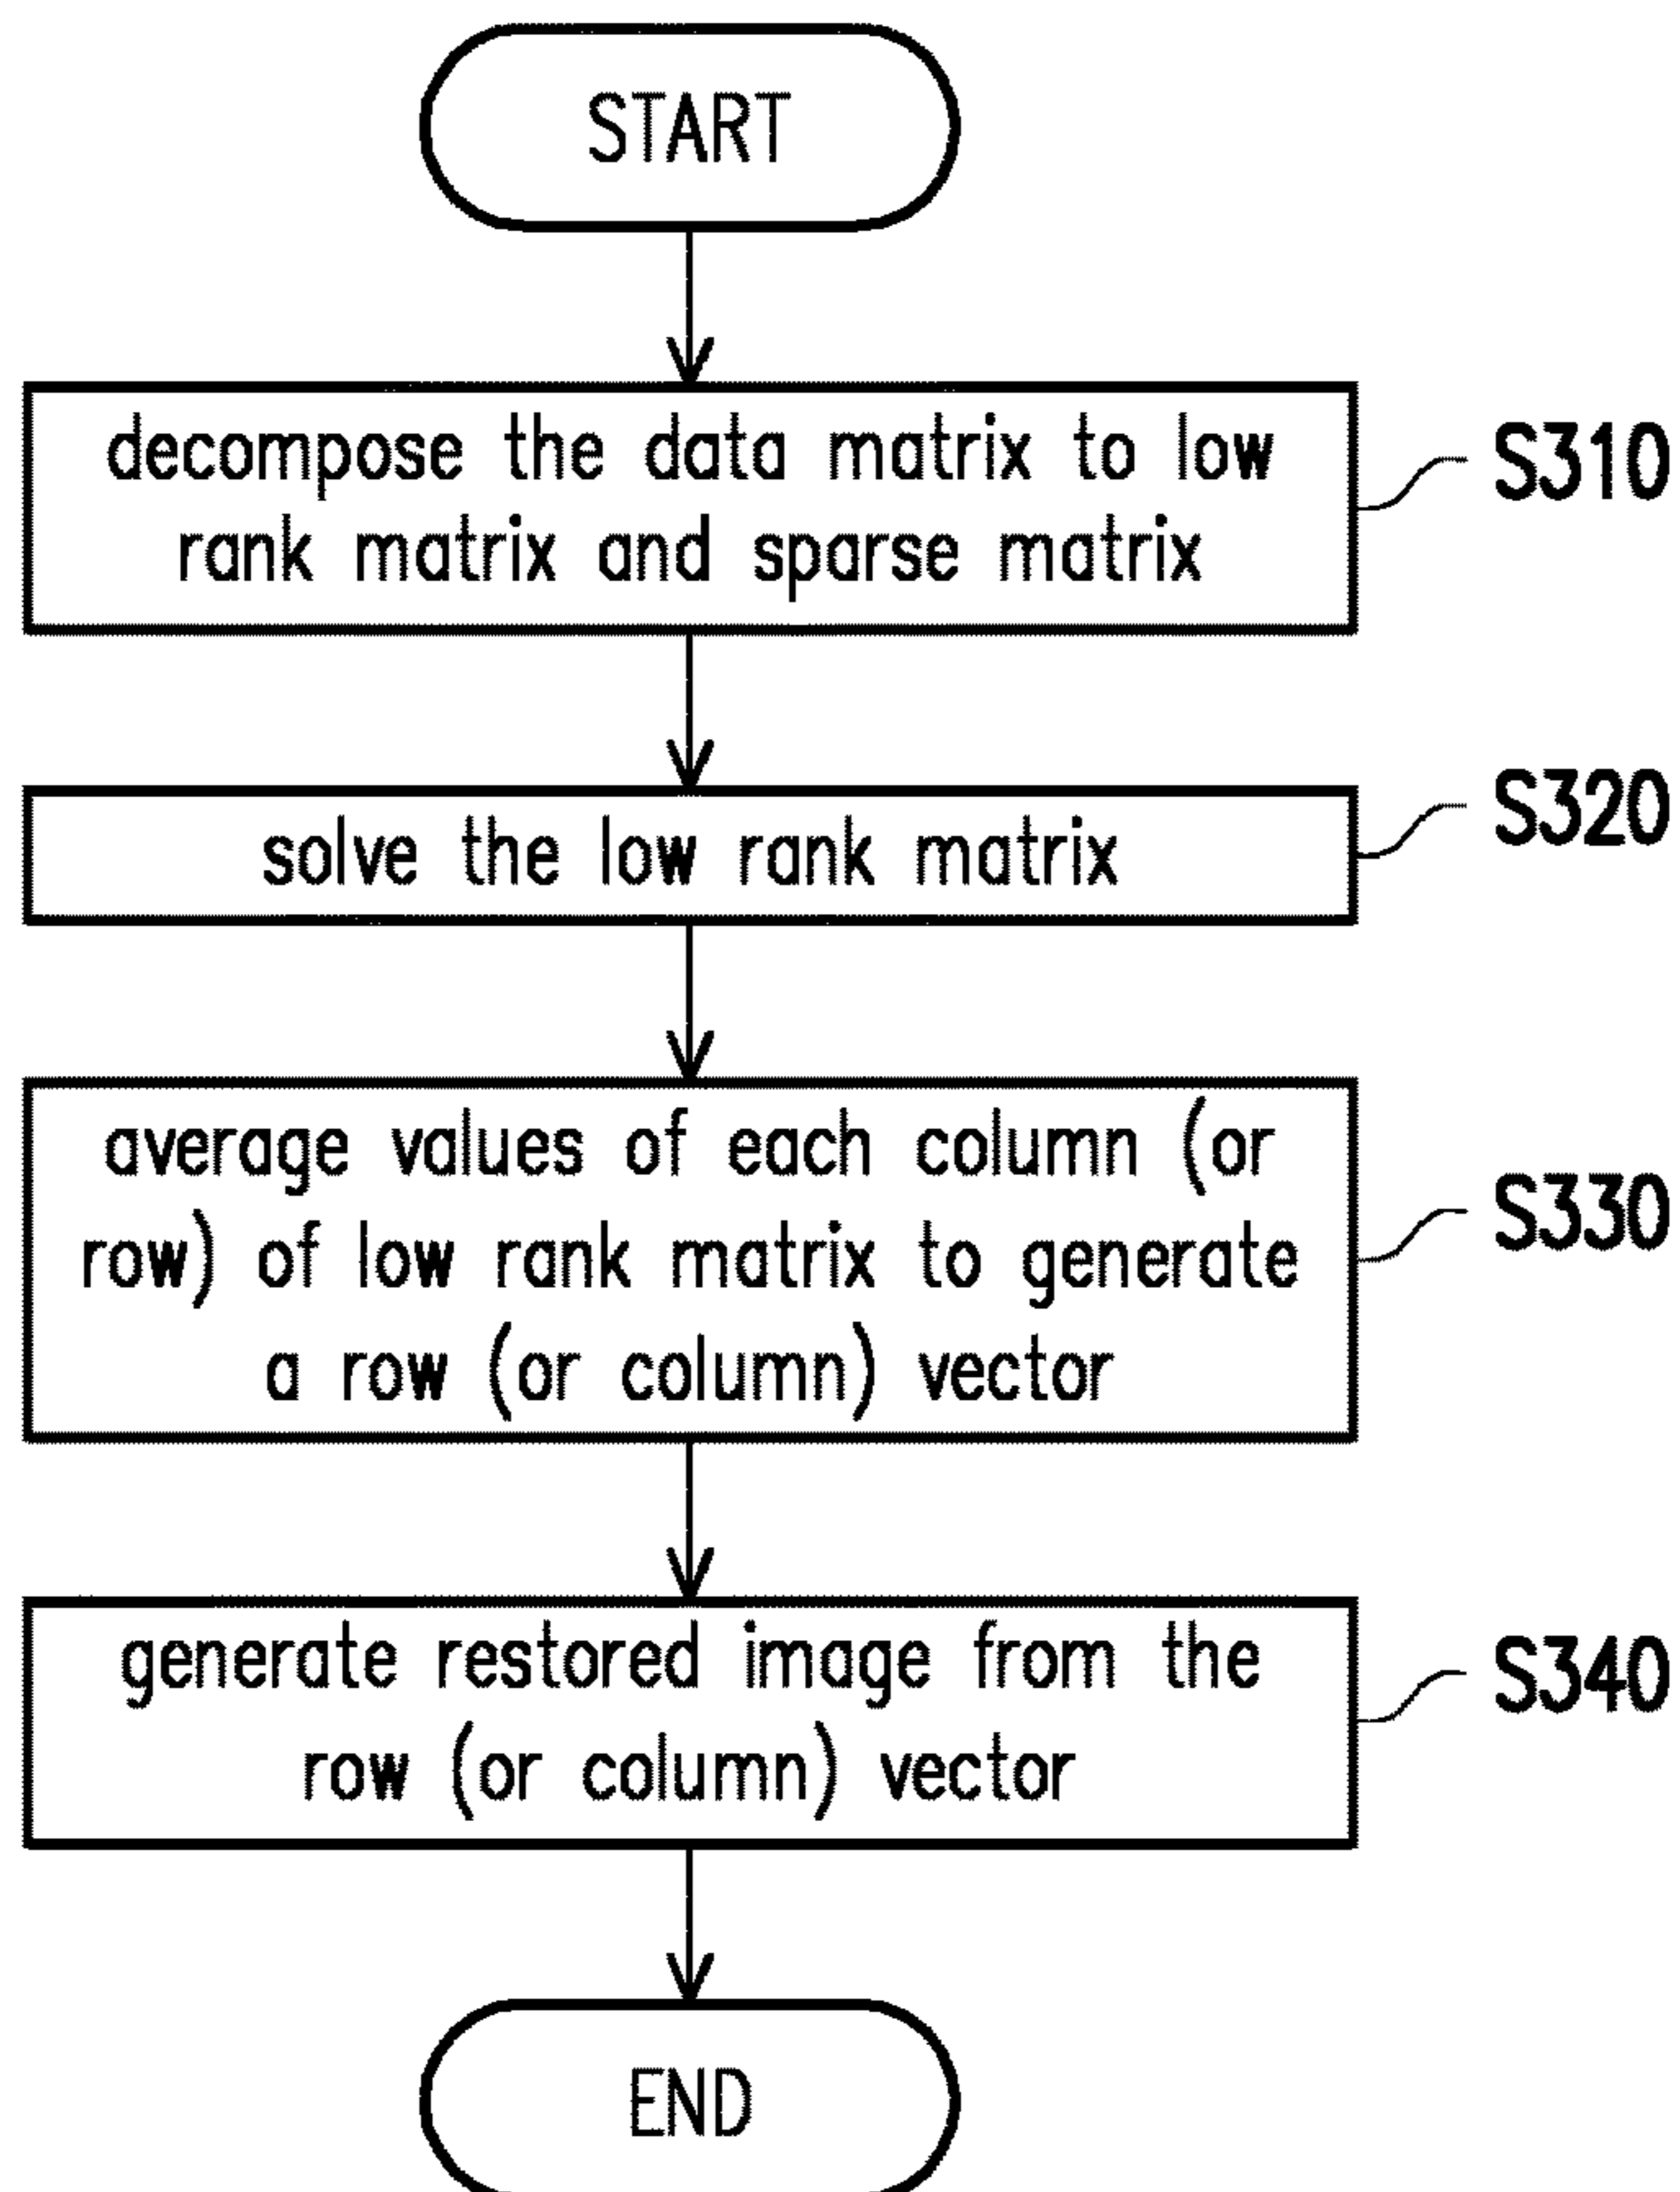 START
decompose the data matrix to low
rank matrix and sparse matrix
S310
solve the low rank matrix
S320
average values of each column (or
row) of low rank matrix to generate
a row (or column) vector
S330
generate restored image from the
row (or column) vector
S340
END